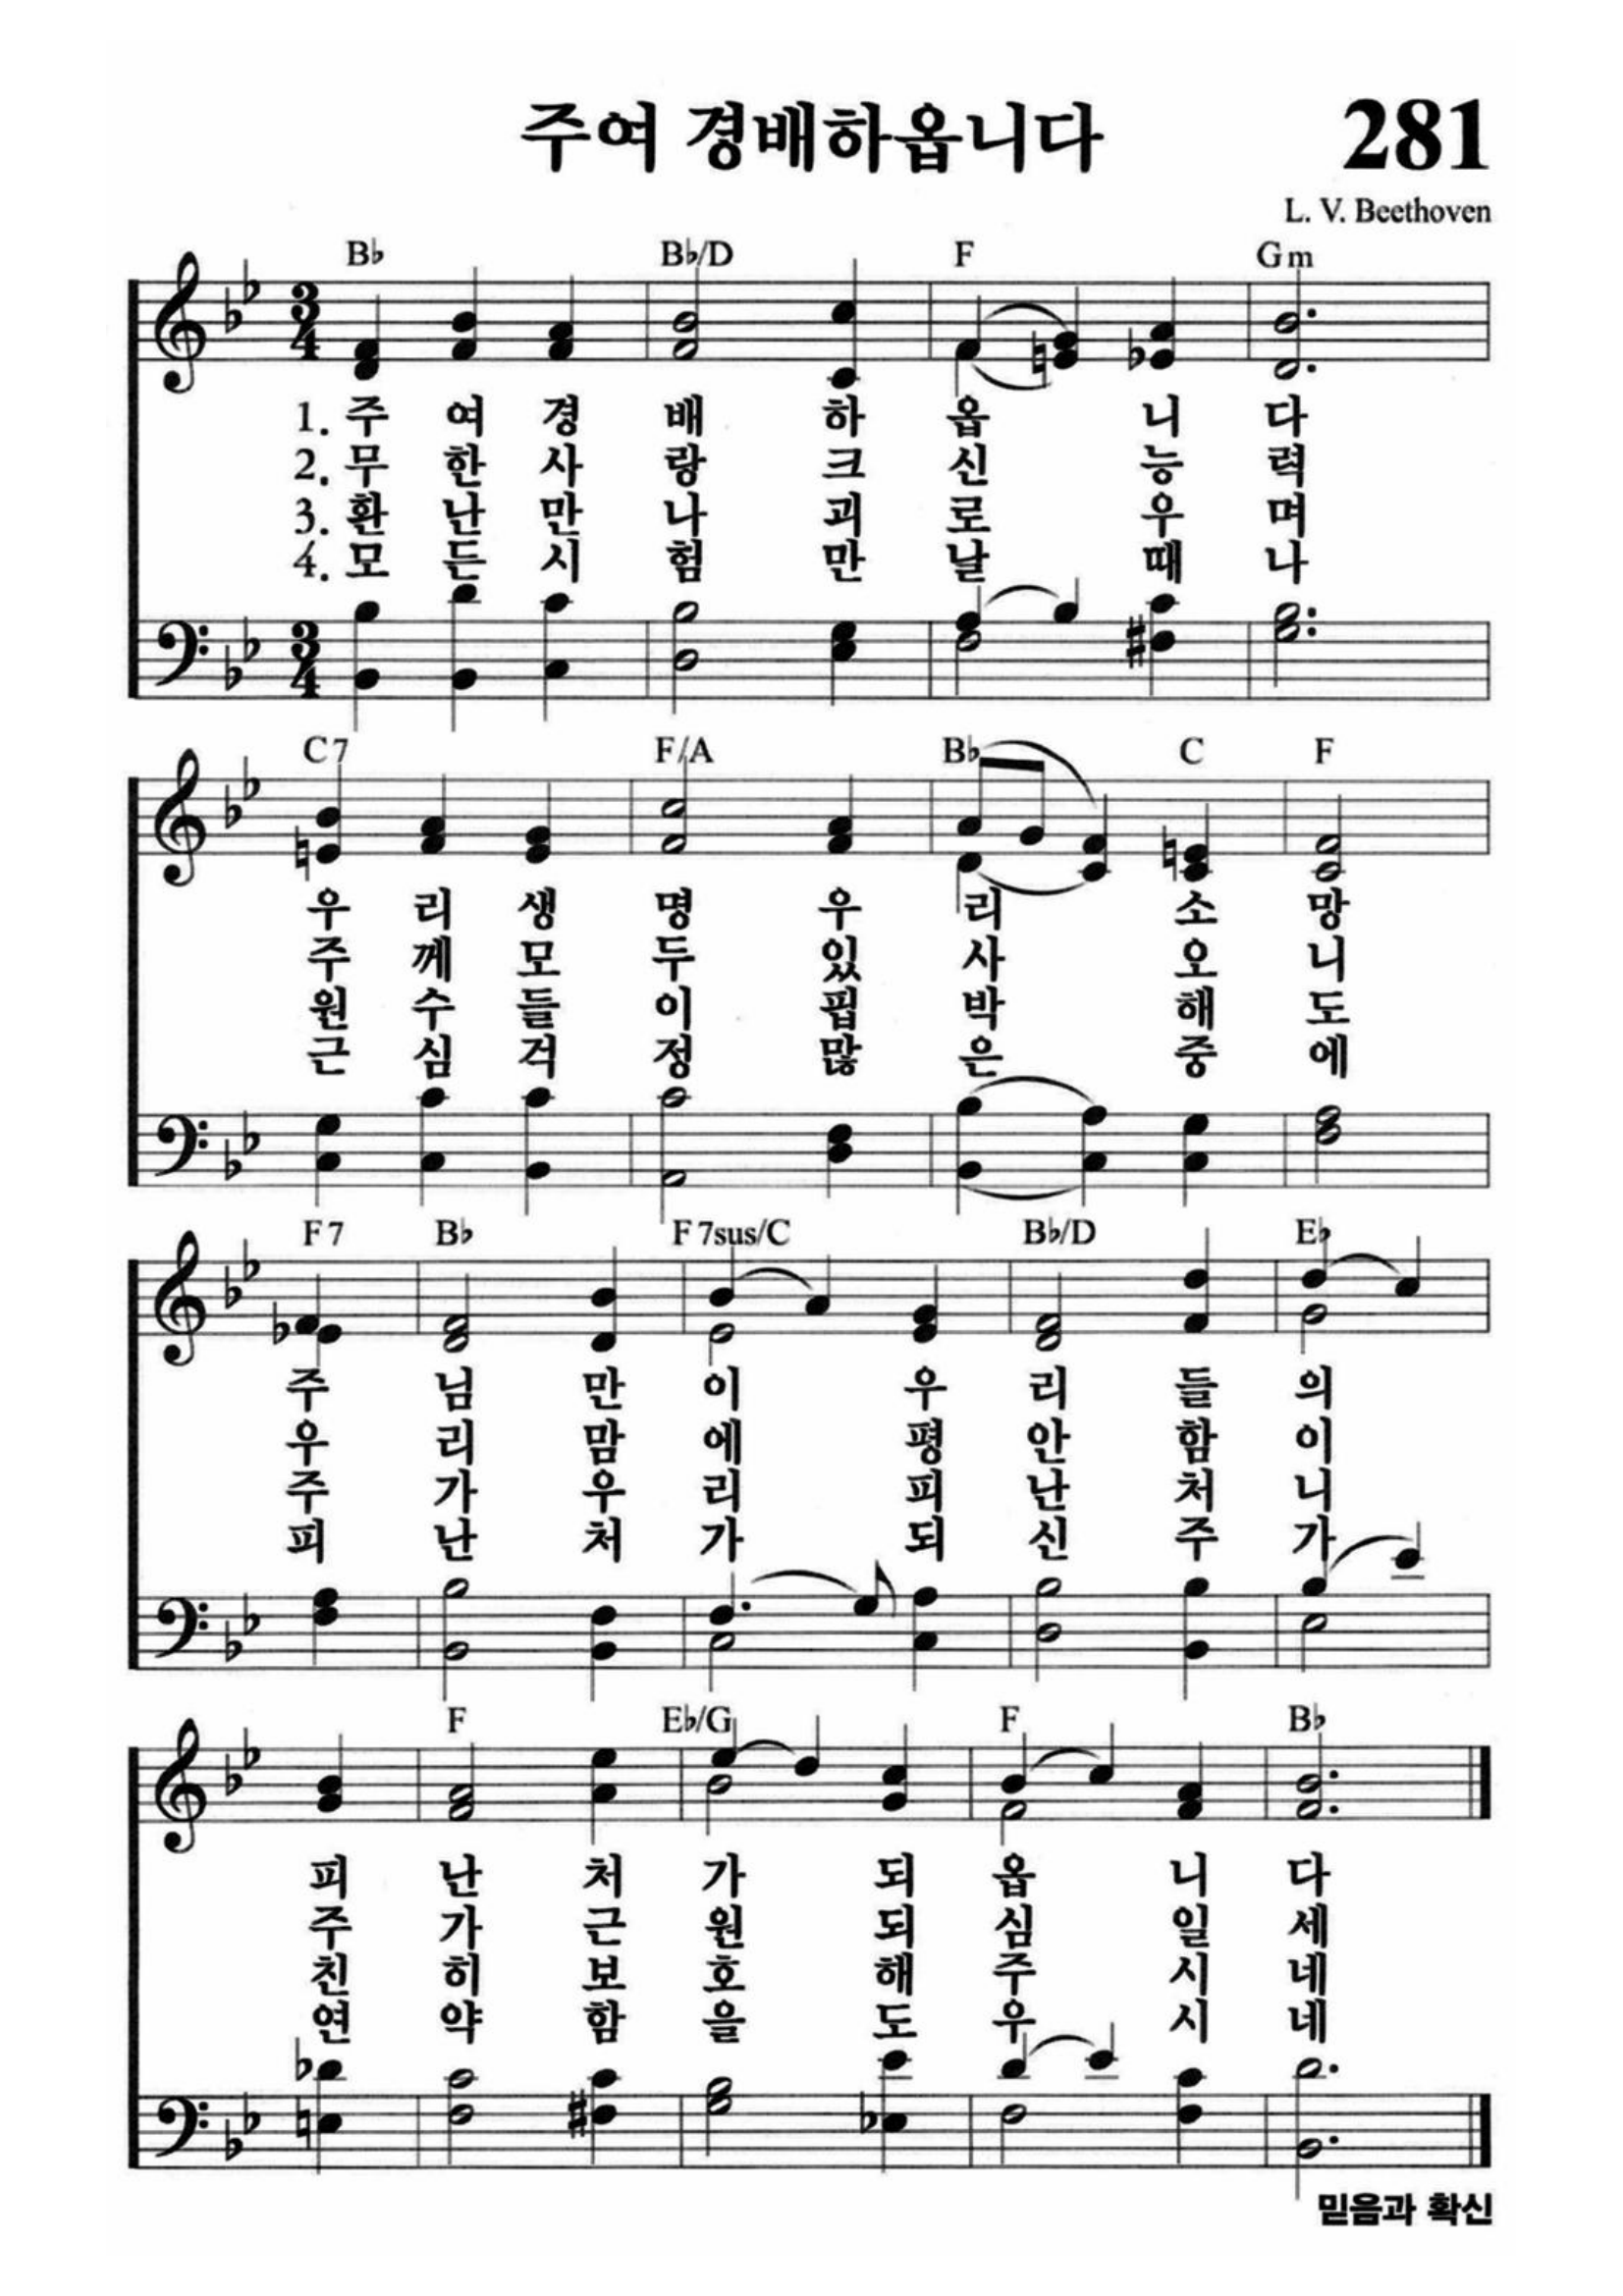 주여 경배하옵니다 281
L. V. Beethoven
B♭ B♭/D F Gm
1. 주 여 경 배 하 옵 니 다
2. 무 한 사 랑 크 신 능 력
3. 환 난 만 나 괴 로 우 며
4. 모 든 시 험 만 날 때 나
C7 F/A B♭ C F
우 리 생 명 우 리 소 망
주 께 모 두 있 사 오 니
원 수 들 이 핍 박 해 도
근 심 걱 정 많 은 중 에
F7 B♭ F7sus/C B♭/D E♭
주 님 만 이 우 리 들 의
우 리 맘 에 평 안 함 이
주 가 우 리 피 난 처 니
피 난 처 가 되 신 주 가
F E♭/G F B♭
피 난 처 가 되 옵 니 다
주 가 근 원 되 심 일 세
친 히 보 호 해 주 시 네
연 약 함 을 도 우 시 네
믿음과 확신